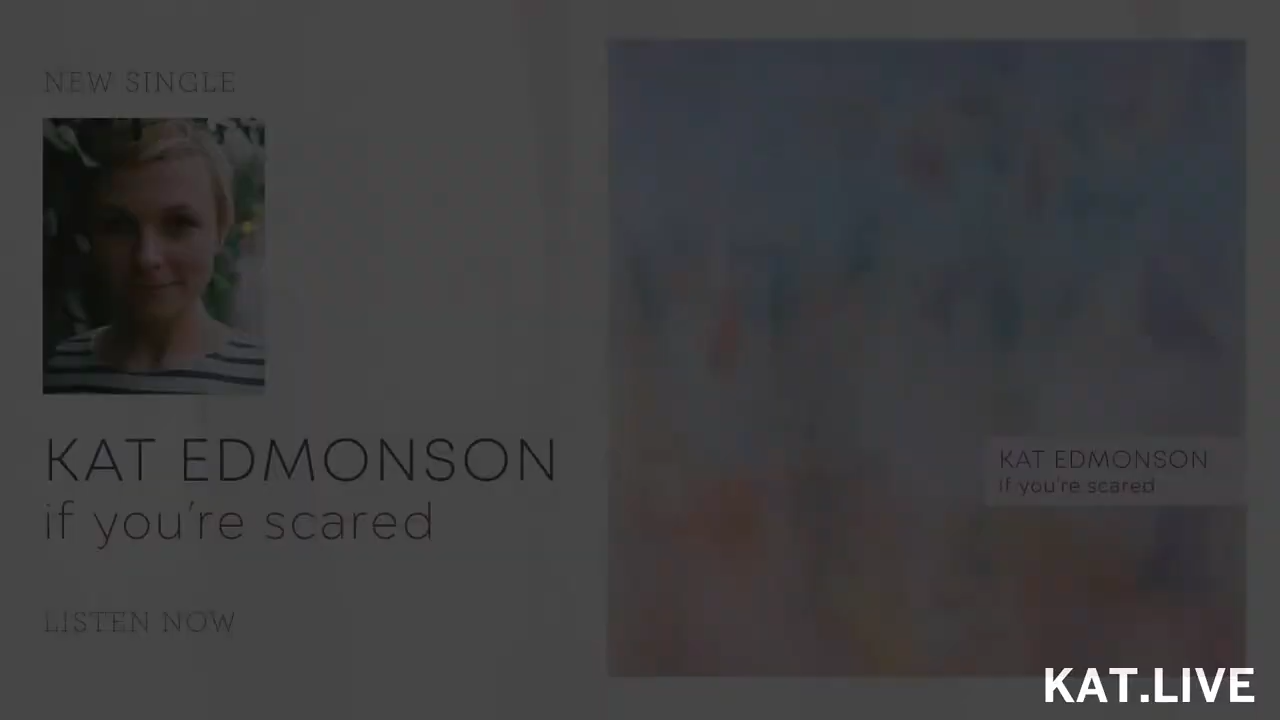 NEW SINGLE
KAT EDMONSON
if you're scared
LISTEN NOW
KAT EDMONSON
if you're scared
KAT.LIVE